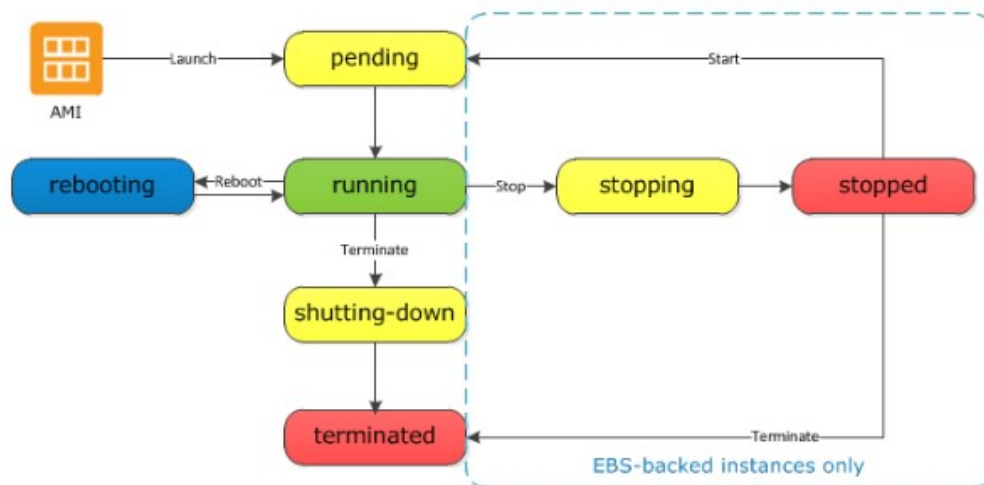 Launch
pending
Start
AMI
rebooting
Reboot
running
Stop
stopping
stopped
Terminate
shutting-down
terminated
Terminate
EBS-backed instances only